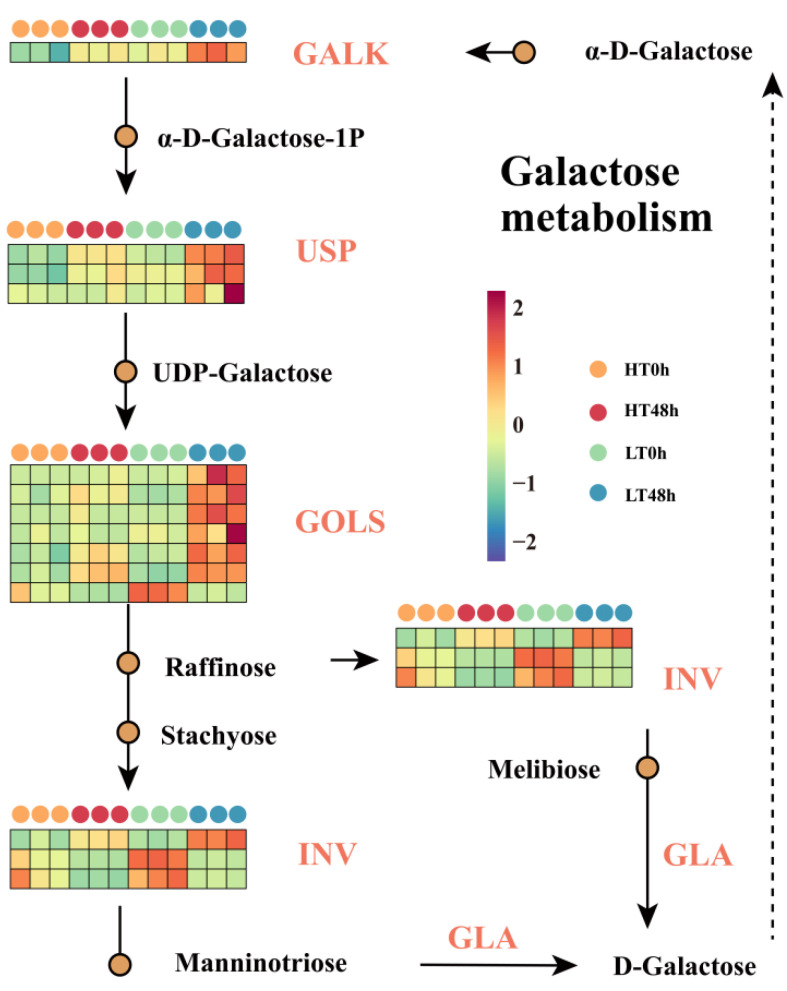 GALK
α-D-Galactose
α-D-Galactose-1P
Galactose
metabolism
USP
2
1
0
−1
−2
HT0h
HT48h
LT0h
LT48h
UDP-Galactose
GOLS
Raffinose
INV
Stachyose
Melibiose
INV
GLA
Manninotriose
GLA
D-Galactose